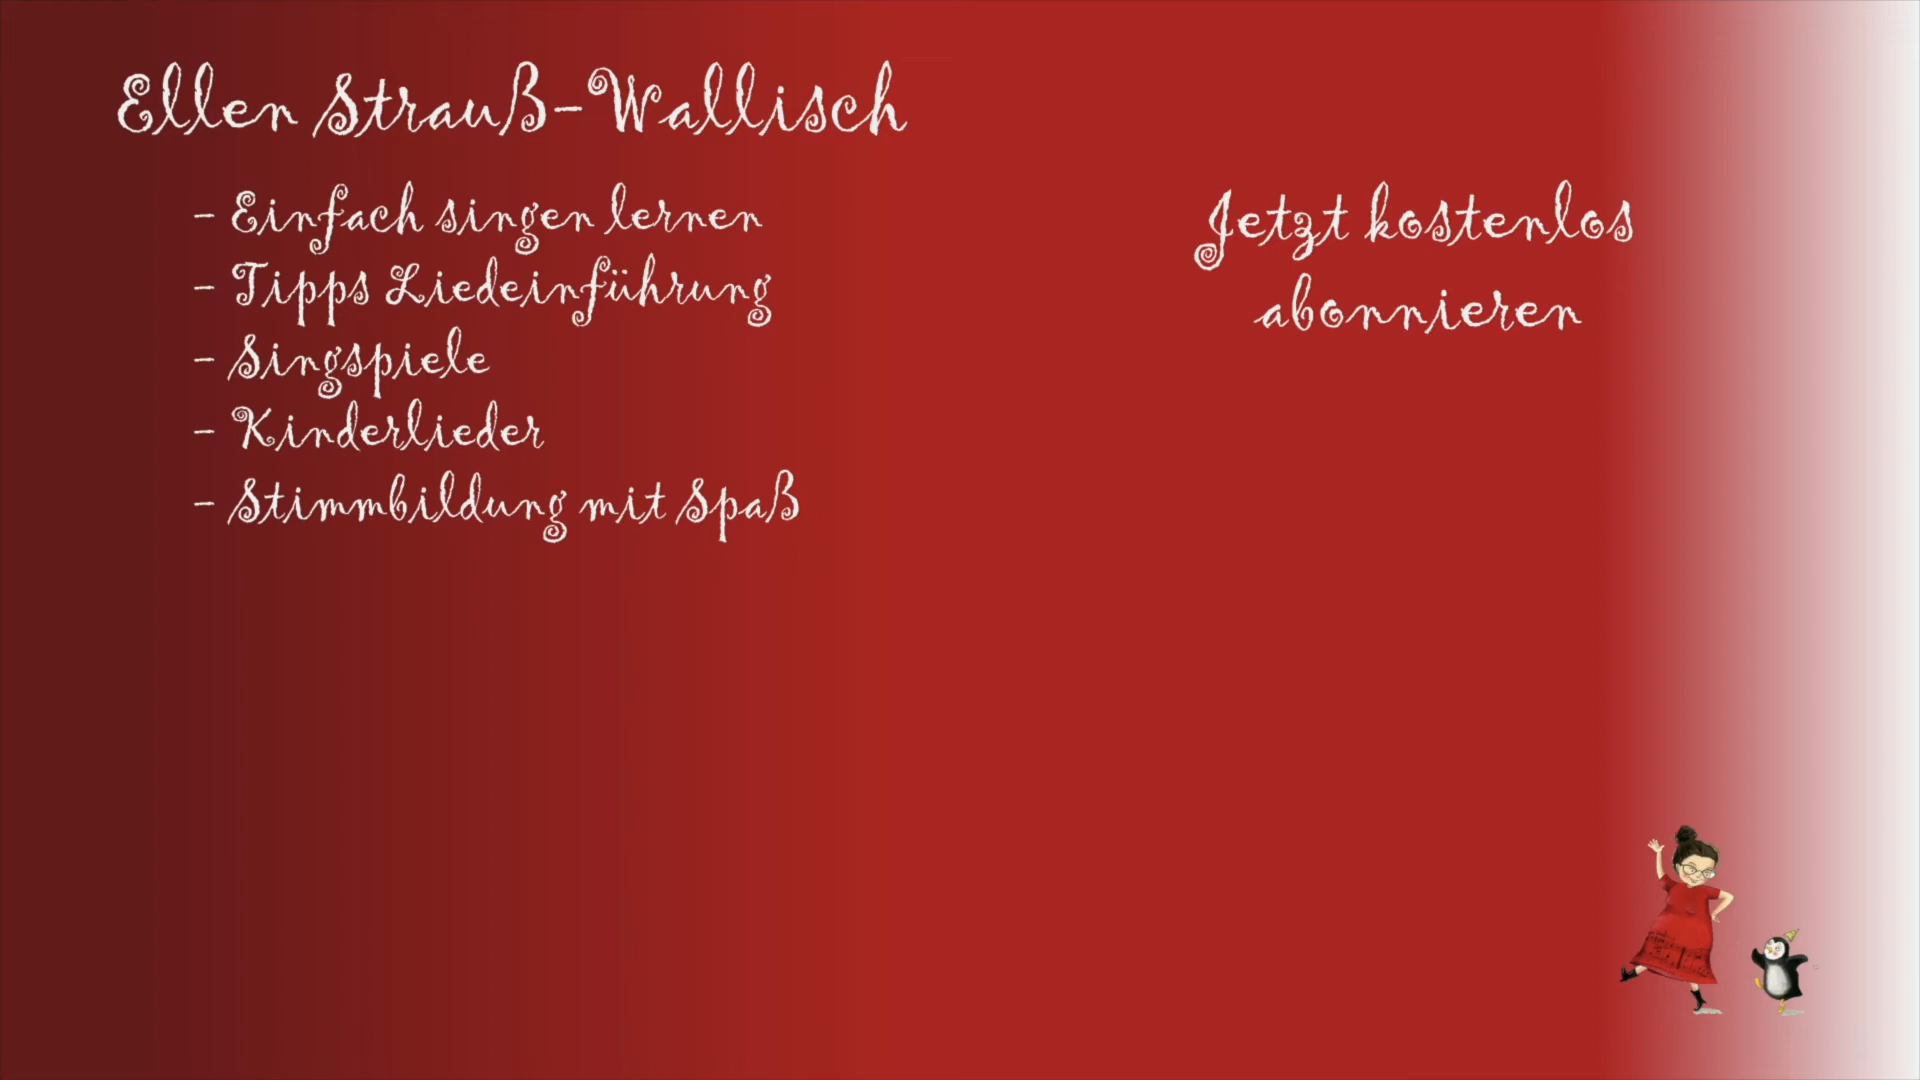 Ellen Strauß-Wallisch
- Einfach singen lernen
- Tipps Liedeinführung
- Singspiele
- Kinderlieder
- Stimmbildung mit Spaß
Jetzt kostenlos
abonnieren